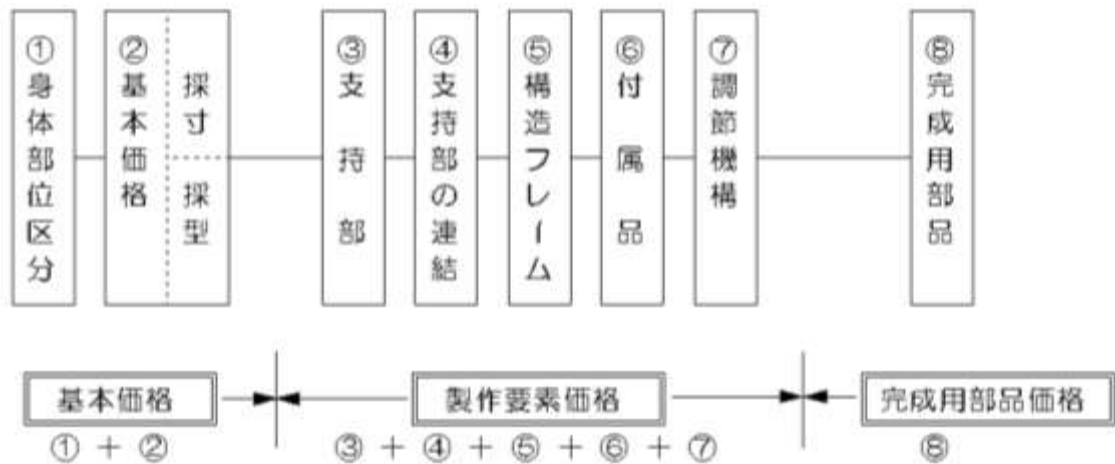 ①身体部位区分
②基本価格
採寸
採型
③支持部
④支持部の連結
⑤構造フレーム
⑥付属品
⑦調節機構
⑧完成用部品
基本価格
製作要素価格
完成用部品価格
① + ②
③ + ④ + ⑤ + ⑥ + ⑦
⑧